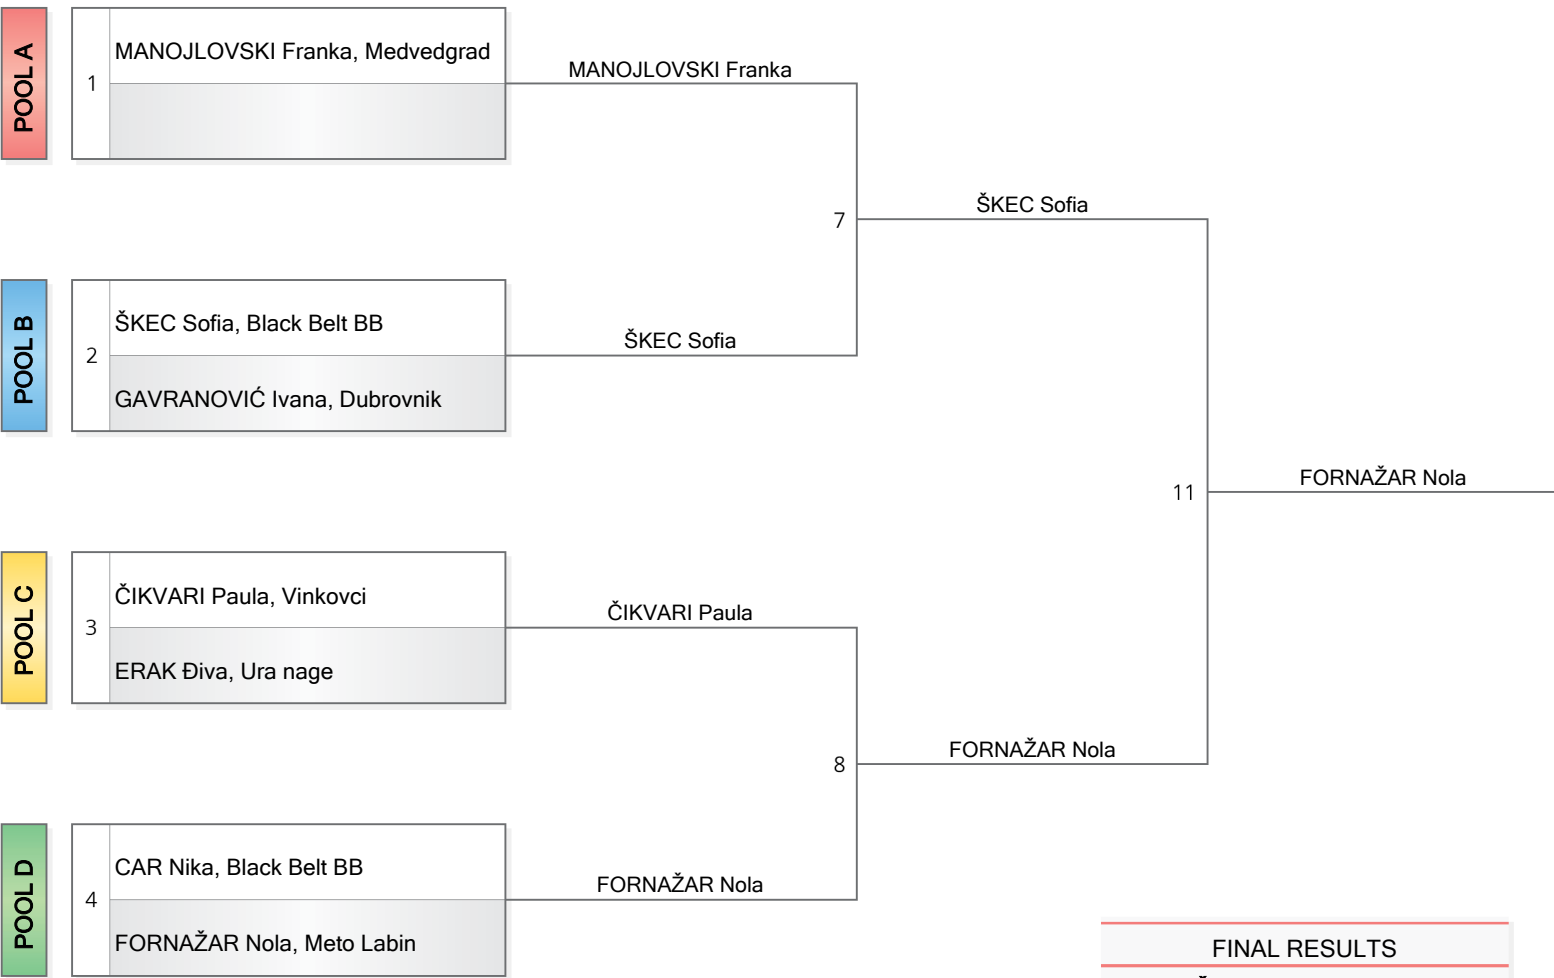 POOL A
1
MANOJLOVSKI Franka, Medvedgrad
MANOJLOVSKI Franka
7
ŠKEC Sofia
POOL B
2
ŠKEC Sofia, Black Belt BB
GAVRANOVIĆ Ivana, Dubrovnik
ŠKEC Sofia
11
FORNAŽAR Nola
POOL C
3
ČIKVARI Paula, Vinkovci
ERAK Điva, Ura nage
ČIKVARI Paula
8
FORNAŽAR Nola
POOL D
4
CAR Nika, Black Belt BB
FORNAŽAR Nola, Meto Labin
FORNAŽAR Nola
FINAL RESULTS